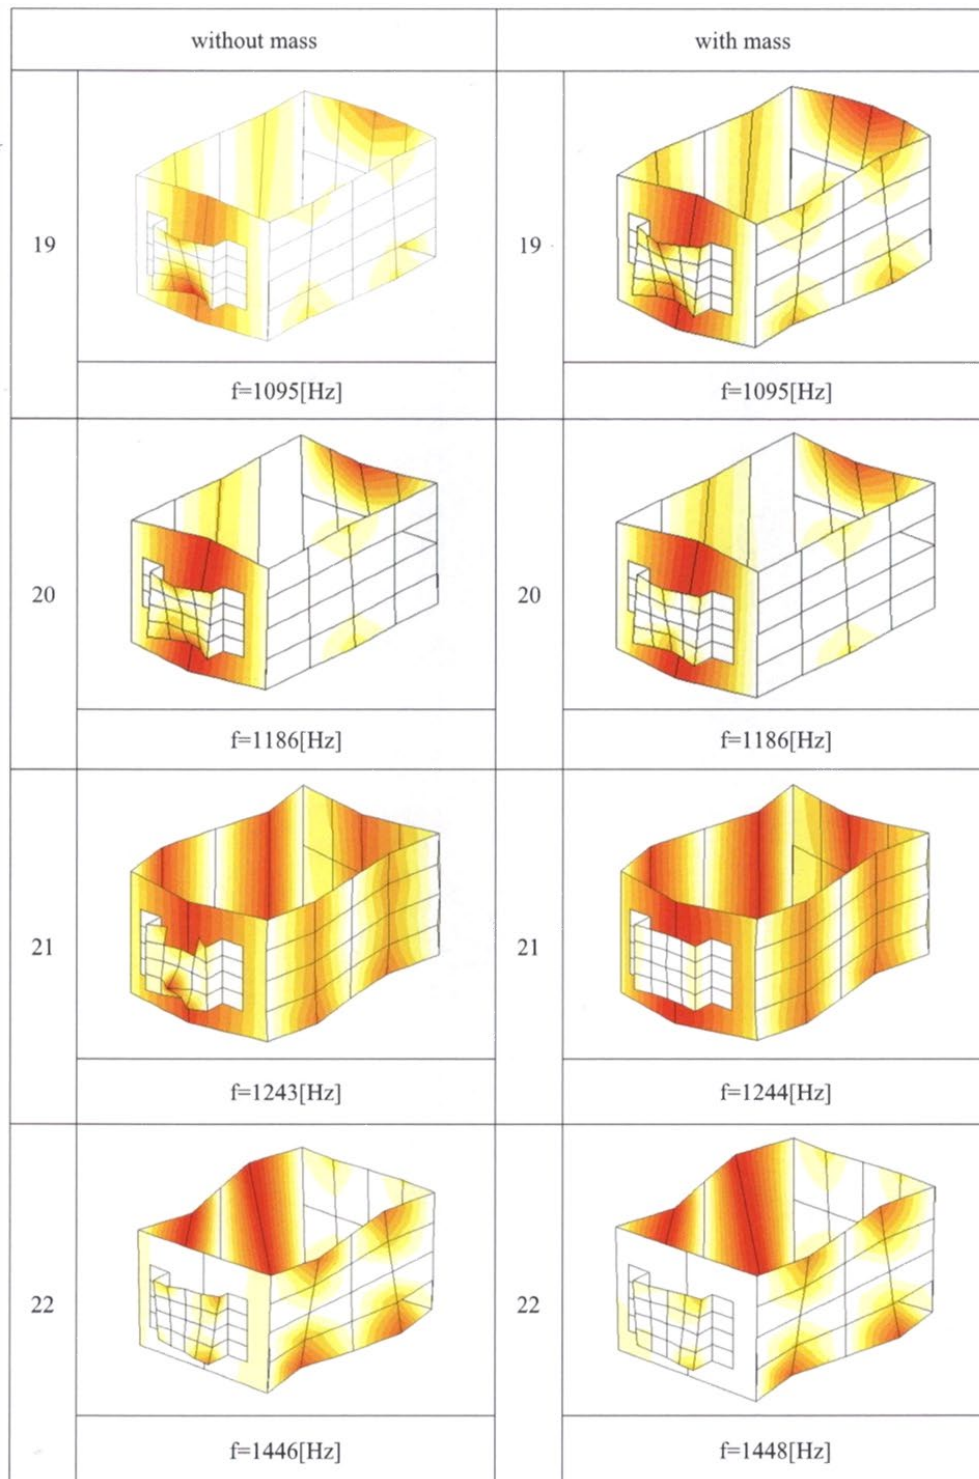 without mass with mass
19 19
f=1095[Hz] f=1095[Hz]
20 20
f=1186[Hz] f=1186[Hz]
21 21
f=1243[Hz] f=1244[Hz]
22 22
f=1446[Hz] f=1448[Hz]